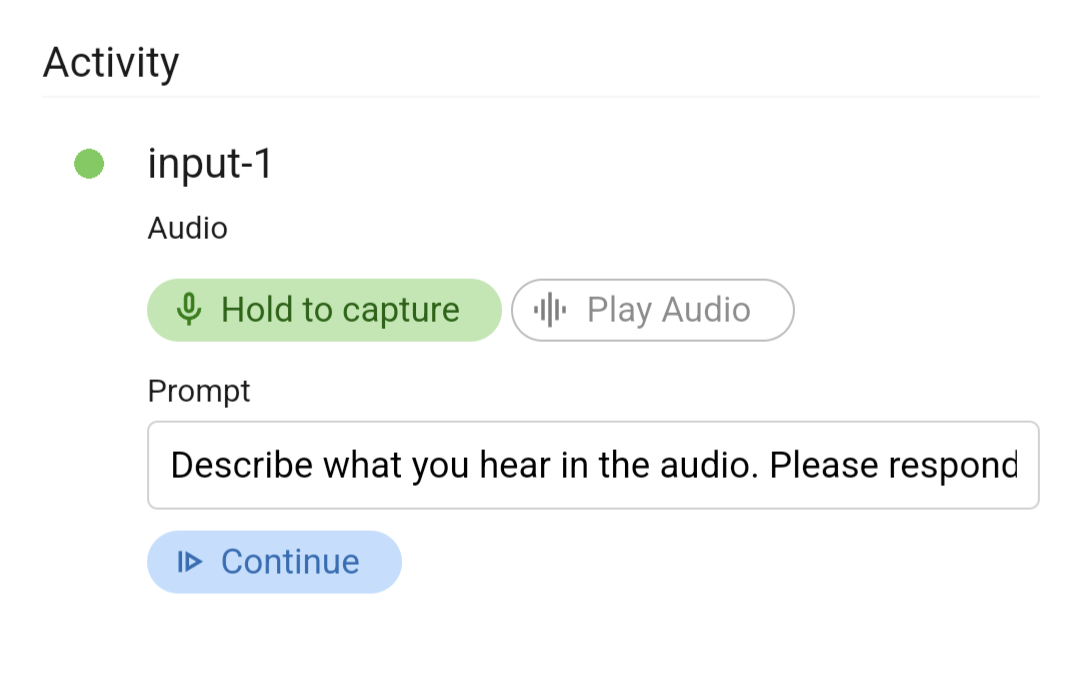 Activity
input-1
Audio
Hold to capture Play Audio
Prompt
Describe what you hear in the audio. Please respond
Continue